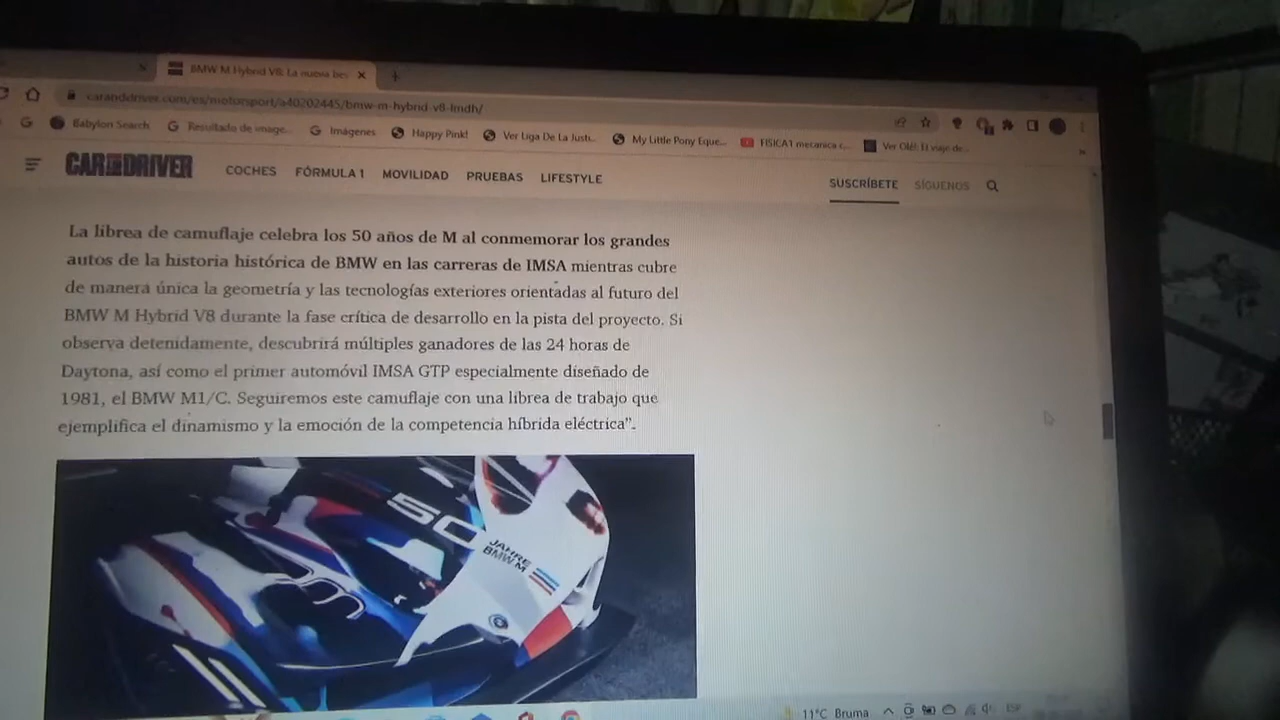 BMW M Hybrid V8: La nueva bes
caranddriver.com/es/motorsport/a40202445/bmw-m-hybrid-v8-lmdh/
Babylon Search
Resultado de image...
Imágenes
Happy Pink!
Ver Liga De La Justi...
My Little Pony Eque...
FISICA1 mecanica c...
Ver Olé! El viaje de...
CAR AND DRIVER
COCHES
FÓRMULA 1
MOVILIDAD
PRUEBAS
LIFESTYLE
SUSCRÍBETE
SÍGUENOS
La librea de camuflaje celebra los 50 años de M al conmemorar los grandes
autos de la historia histórica de BMW en las carreras de IMSA mientras cubre
de manera única la geometría y las tecnologías exteriores orientadas al futuro del
BMW M Hybrid V8 durante la fase crítica de desarrollo en la pista del proyecto. Si
observa detenidamente, descubrirá múltiples ganadores de las 24 horas de
Daytona, así como el primer automóvil IMSA GTP especialmente diseñado de
1981, el BMW M1/C. Seguiremos este camuflaje con una librea de trabajo que
ejemplifica el dinamismo y la emoción de la competencia híbrida eléctrica”.
50
JAHRE
BMW M
m
11°C Bruma
ESP